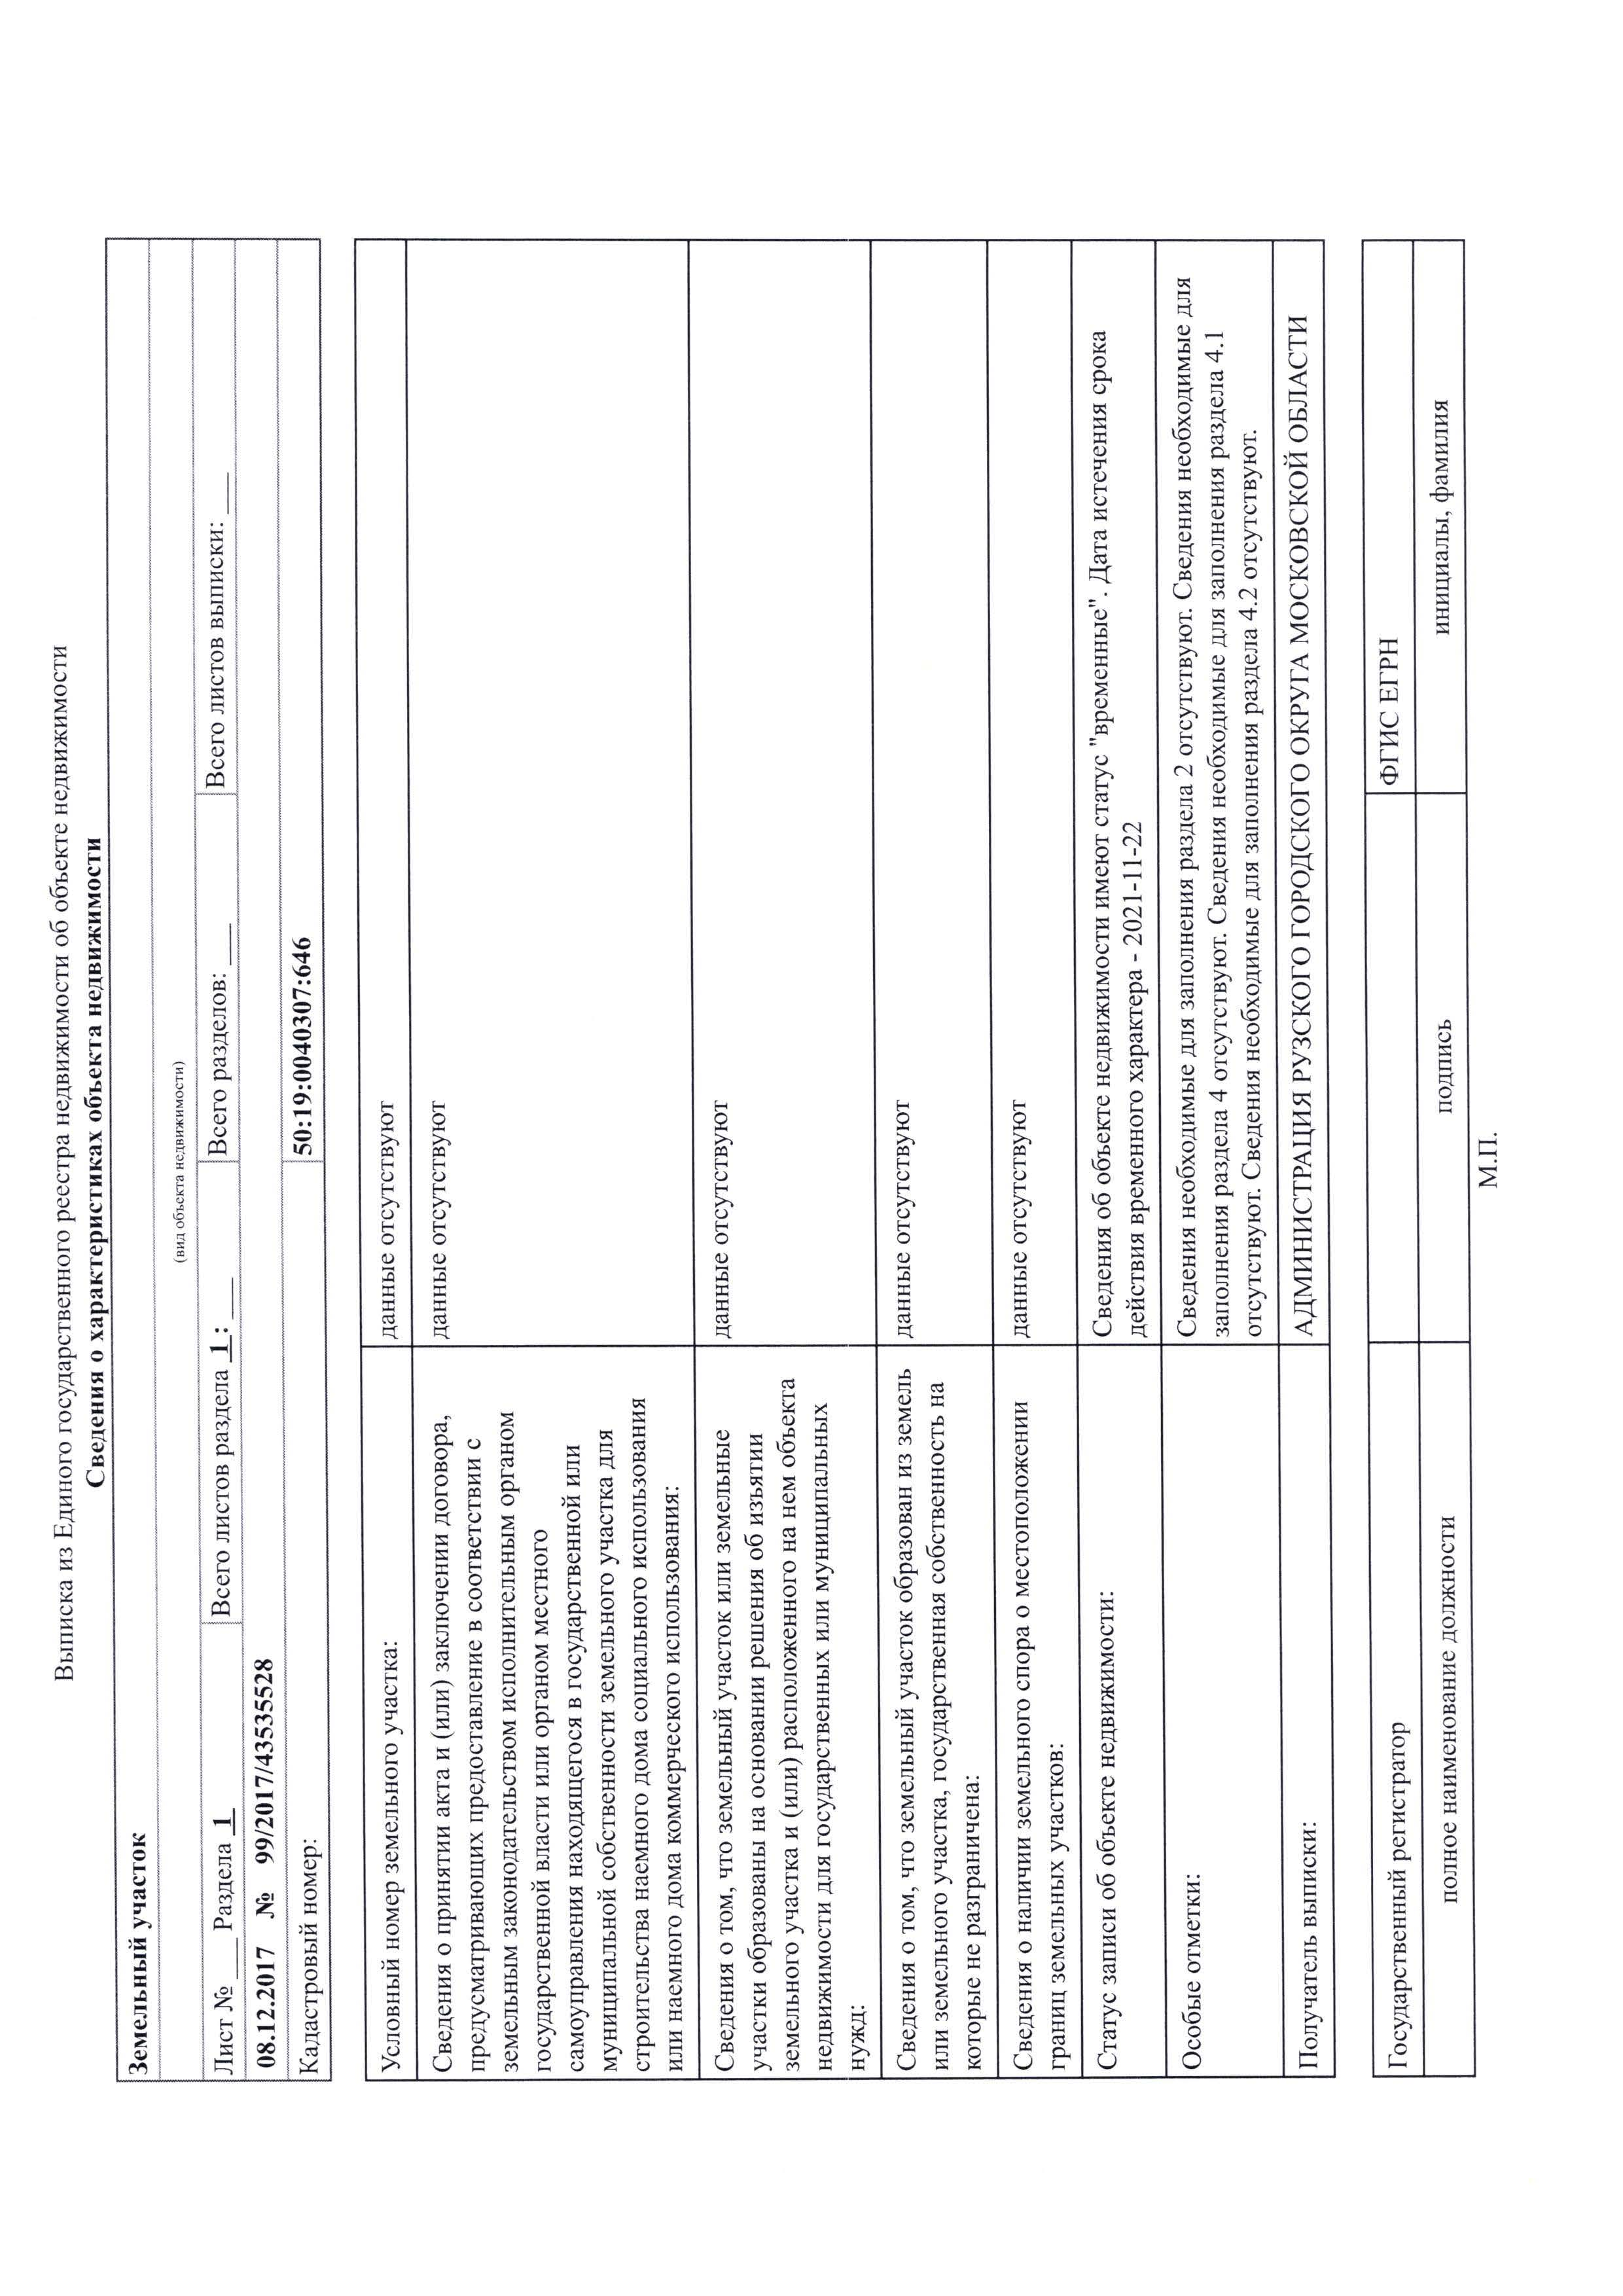 Выписка из Единого государственного реестра недвижимости об объекте недвижимости
Сведения о характеристиках объекта недвижимости
Земельный участок
(вид объекта недвижимости)
Лист № ___ Раздела 1
Всего листов раздела 1 : ___
Всего разделов: ___
Всего листов выписки: ___
08.12.2017 № 99/2017/43535528
Кадастровый номер:
50:19:0040307:646
Условный номер земельного участка:
данные отсутствуют
Сведения о принятии акта и (или) заключении договора,
предусматривающих предоставление в соответствии с
земельным законодательством исполнительным органом
государственной власти или органом местного
самоуправления находящегося в государственной или
муниципальной собственности земельного участка для
строительства наемного дома социального использования
или наемного дома коммерческого использования:
данные отсутствуют
Сведения о том, что земельный участок или земельные
участки образованы на основании решения об изъятии
земельного участка и (или) расположенного на нем объекта
недвижимости для государственных или муниципальных
нужд:
данные отсутствуют
Сведения о том, что земельный участок образован из земель
или земельного участка, государственная собственность на
которые не разграничена:
данные отсутствуют
Сведения о наличии земельного спора о местоположении
границ земельных участков:
данные отсутствуют
Статус записи об объекте недвижимости:
Сведения об объекте недвижимости имеют статус "временные". Дата истечения срока
действия временного характера - 2021-11-22
Особые отметки:
Сведения необходимые для заполнения раздела 2 отсутствуют. Сведения необходимые для
заполнения раздела 4 отсутствуют. Сведения необходимые для заполнения раздела 4.1
отсутствуют. Сведения необходимые для заполнения раздела 4.2 отсутствуют.
Получатель выписки:
АДМИНИСТРАЦИЯ РУЗСКОГО ГОРОДСКОГО ОКРУГА МОСКОВСКОЙ ОБЛАСТИ
Государственный регистратор
ФГИС ЕГРН
полное наименование должности
подпись
инициалы, фамилия
М.П.